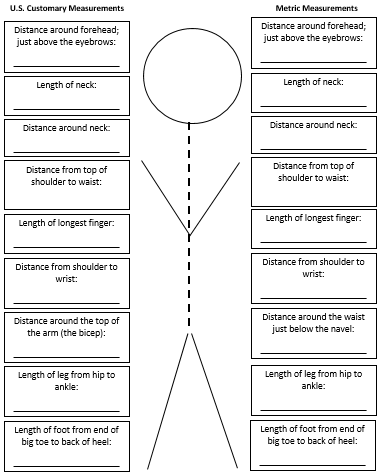 U.S. Customary Measurements
Distance around forehead;
just above the eyebrows:
Length of neck:
Distance around neck:
Distance from top of
shoulder to waist:
Length of longest finger:
Distance from shoulder to
wrist:
Distance around the top of
the arm (the bicep):
Length of leg from hip to
ankle:
Length of foot from end of
big toe to back of heel:
Metric Measurements
Distance around forehead;
just above the eyebrows:
Length of neck:
Distance around neck:
Distance from top of
shoulder to waist:
Length of longest finger:
Distance from shoulder to
wrist:
Distance around the waist
just below the navel:
Length of leg from hip to
ankle:
Length of foot from end of
big toe to back of heel: